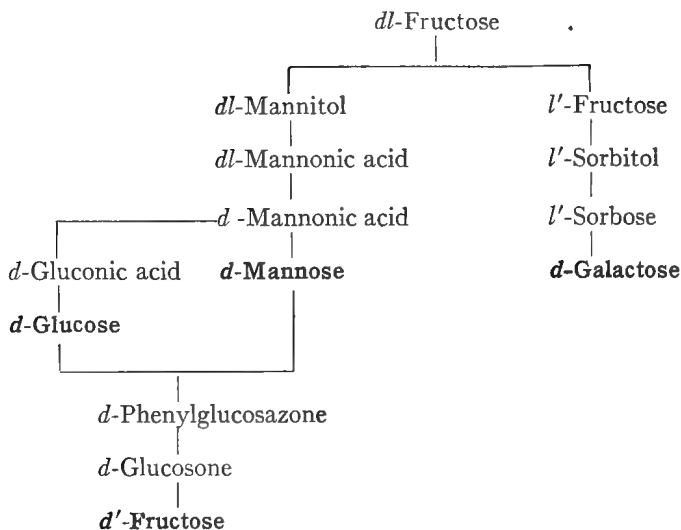 dl-Fructose
dl-Mannitol l'-Fructose
dl-Mannonic acid l'-Sorbitol
d -Mannonic acid l'-Sorbose
d-Gluconic acid d-Mannose d-Galactose
d-Glucose
d-Phenylglucosazone
d-Glucosone
d'-Fructose